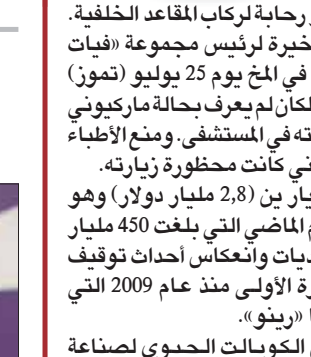 رحابة لركاب المقاعد الخلفية.
خيرة لرئيس مجموعة «فيات
في المخ يوم 25 يوليو (تموز)
لكان لم يعرف بحالة ماركيوني
ته في المستشفى. ومنع الأطباء
ني كانت محظورة زيارته.
يار ين (2,8 مليار دولار) وهو
م الماضي التي بلغت 450 مليار
ديات وانعكاس أحداث توقيف
رة الأولى منذ عام 2009 التي
ا «رينو».
الكوبالت الحيوي لصناعة